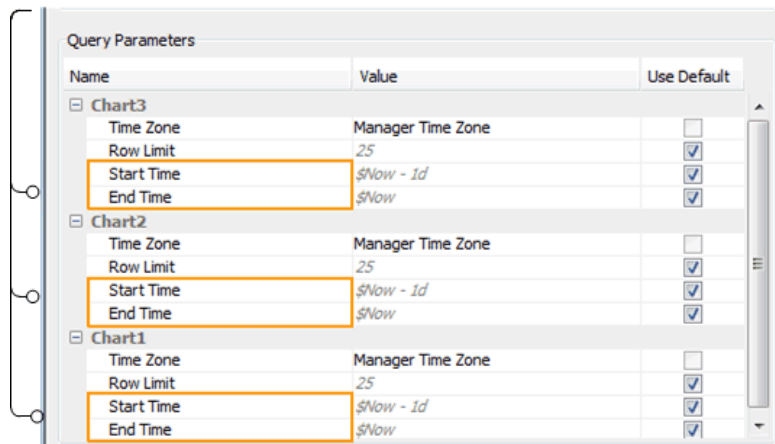 Query Parameters
Name Value Use Default
Chart3
Time Zone Manager Time Zone
Row Limit 25
Start Time $Now - 1d
End Time $Now
Chart2
Time Zone Manager Time Zone
Row Limit 25
Start Time $Now - 1d
End Time $Now
Chart1
Time Zone Manager Time Zone
Row Limit 25
Start Time $Now - 1d
End Time $Now